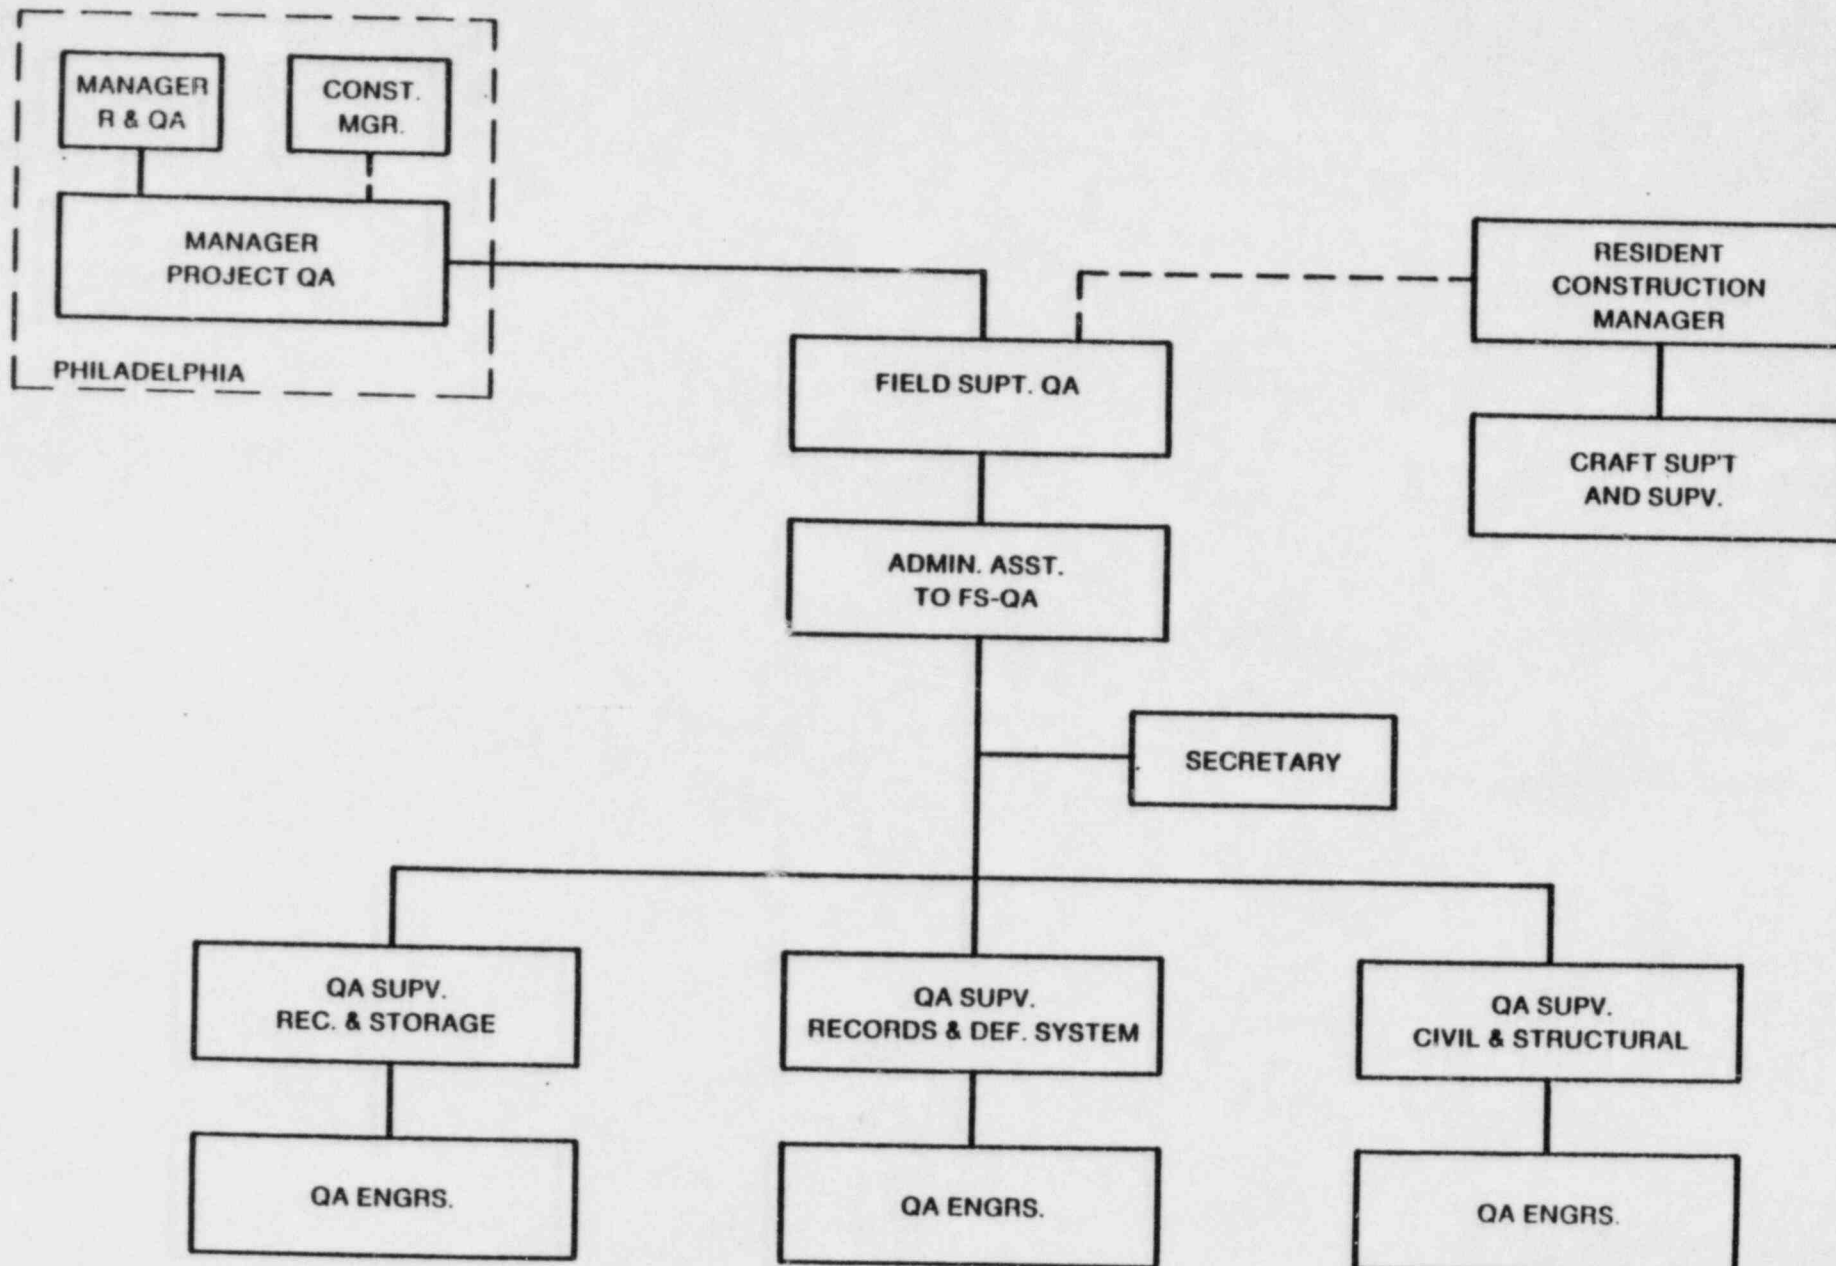 MANAGER
R & QA
CONST.
MGR.
MANAGER
PROJECT QA
PHILADELPHIA
RESIDENT
CONSTRUCTION
MANAGER
FIELD SUPT. QA
CRAFT SUP'T
AND SUPV.
ADMIN. ASST.
TO FS-QA
SECRETARY
QA SUPV.
REC. & STORAGE
QA SUPV.
RECORDS & DEF. SYSTEM
QA SUPV.
CIVIL & STRUCTURAL
QA ENGRS.
QA ENGRS.
QA ENGRS.